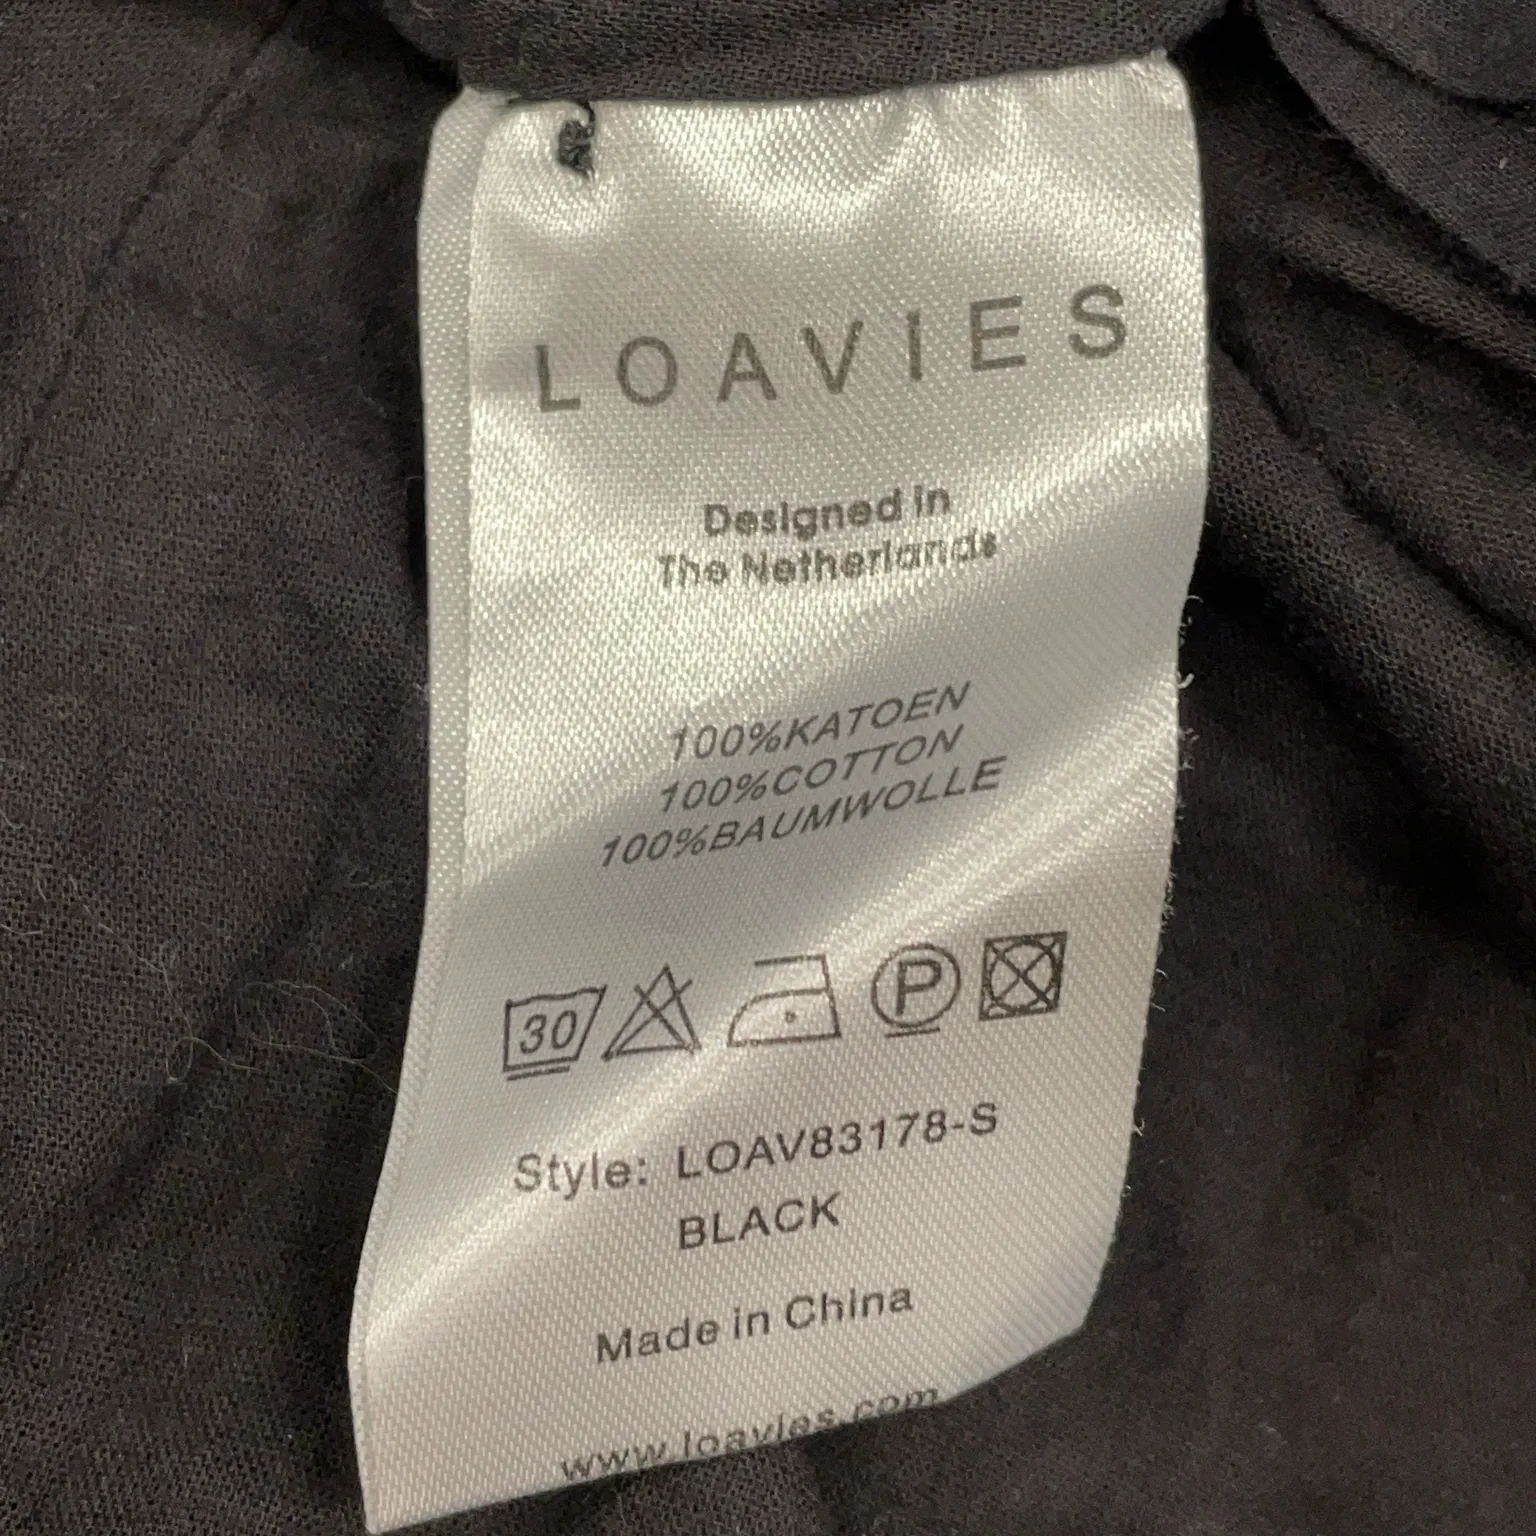 LOAVIES
Designed in
The Netherlands
100%KATOEN
100%COTTON
100%BAUMWOLLE
30 P
Style: LOAV83178-S
BLACK
Made in China
www.loavies.com